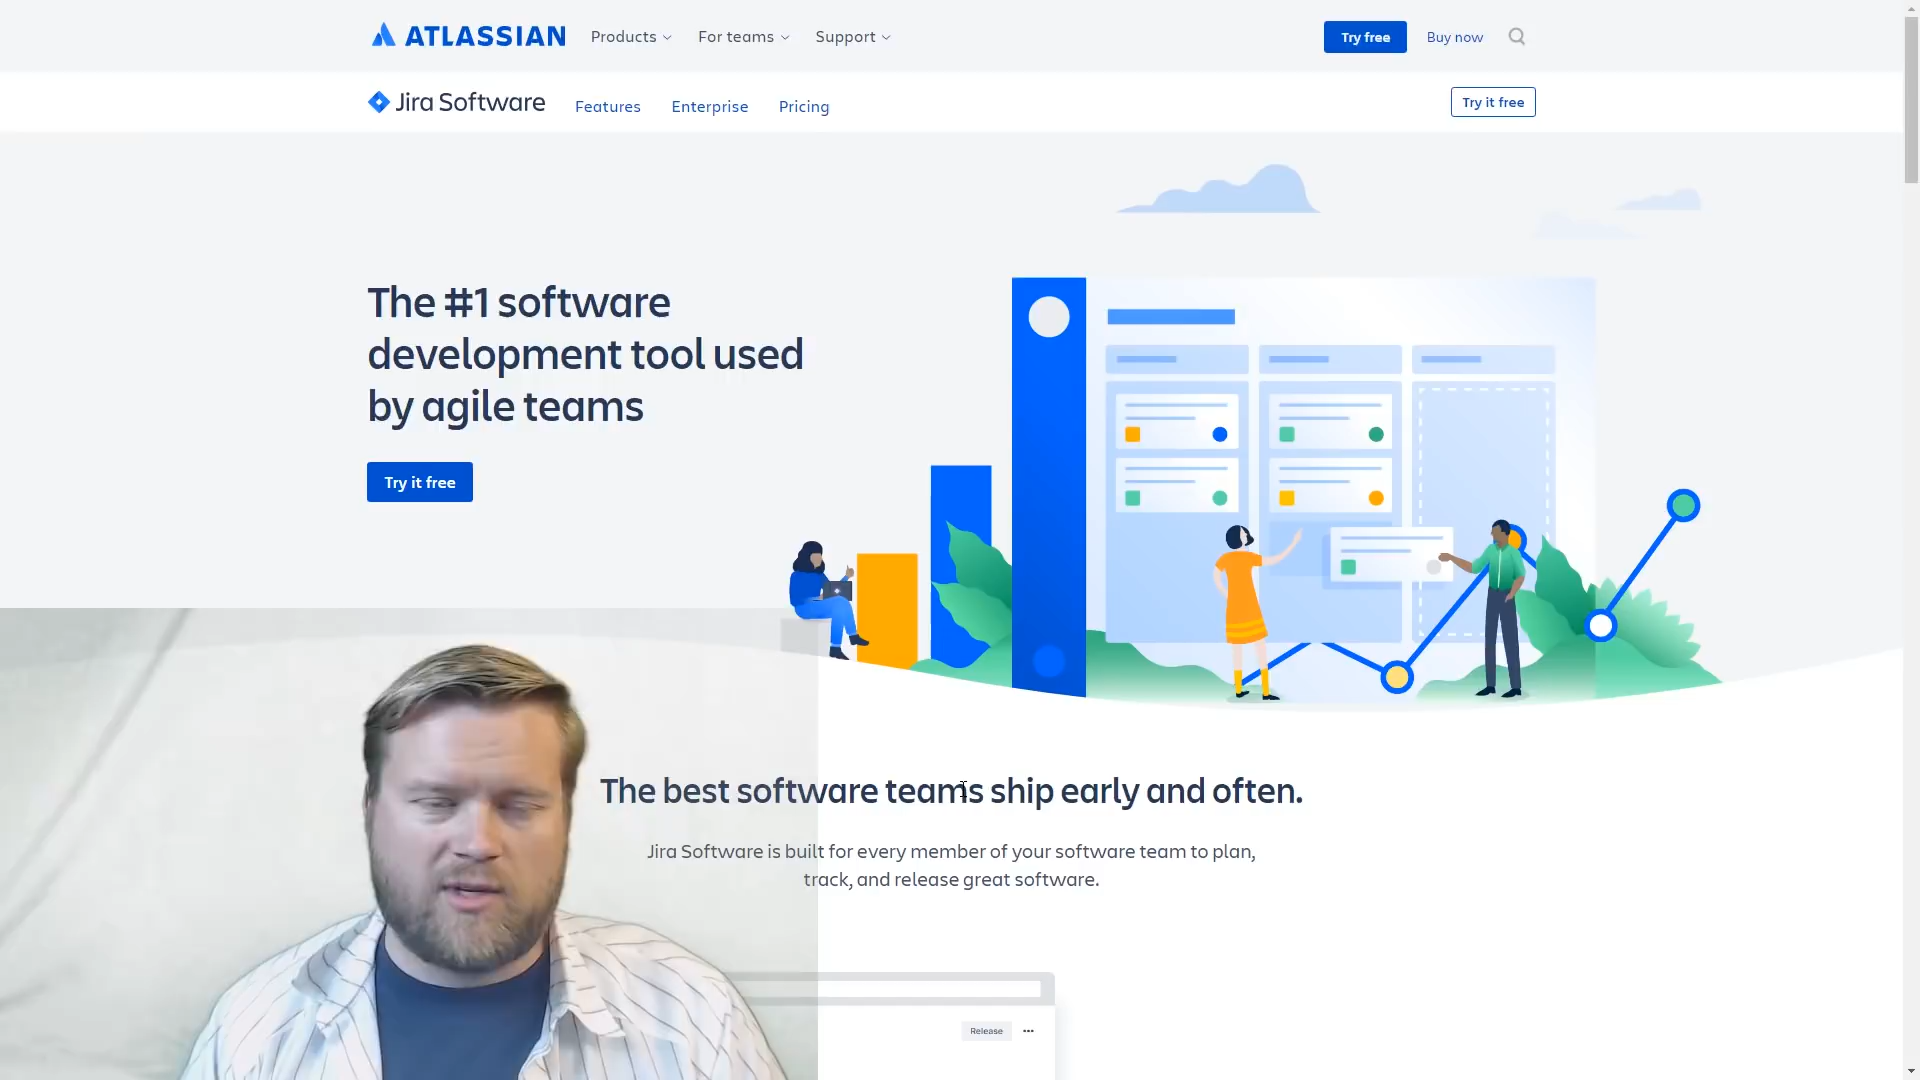 ATLASSIAN Products For teams Support Try free Buy now
Jira Software Features Enterprise Pricing Try it free
The #1 software
development tool used
by agile teams
Try it free
The best software teams ship early and often.
Jira Software is built for every member of your software team to plan,
track, and release great software.
Release